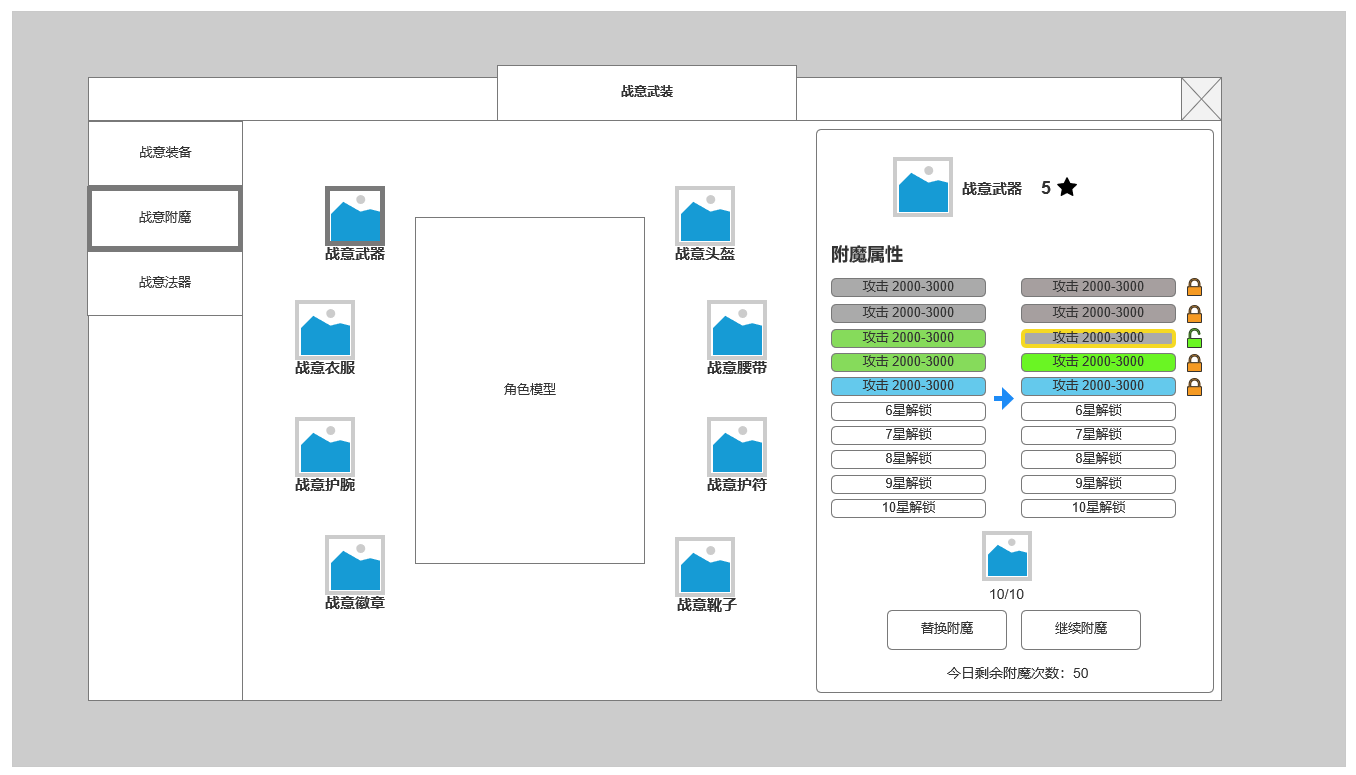 战意武装
战意装备
战意附魔
战意法器
战意武器
战意头盔
战意衣服
战意腰带
角色模型
战意护腕
战意护符
战意徽章
战意靴子
战意武器 5
附魔属性
攻击 2000-3000 攻击 2000-3000
攻击 2000-3000 攻击 2000-3000
攻击 2000-3000 攻击 2000-3000
攻击 2000-3000 攻击 2000-3000
攻击 2000-3000 攻击 2000-3000
6星解锁 6星解锁
7星解锁 7星解锁
8星解锁 8星解锁
9星解锁 9星解锁
10星解锁 10星解锁
10/10
替换附魔 继续附魔
今日剩余附魔次数：50